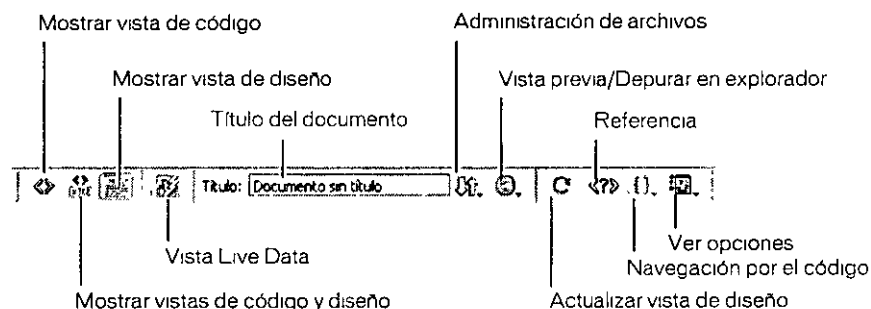 Mostrar vista de código
Administración de archivos
Mostrar vista de diseño
Vista previa/Depurar en explorador
Título del documento
Referencia
Título: Documento sin título
Vista Live Data
Ver opciones
Navegación por el código
Mostrar vistas de código y diseño
Actualizar vista de diseño